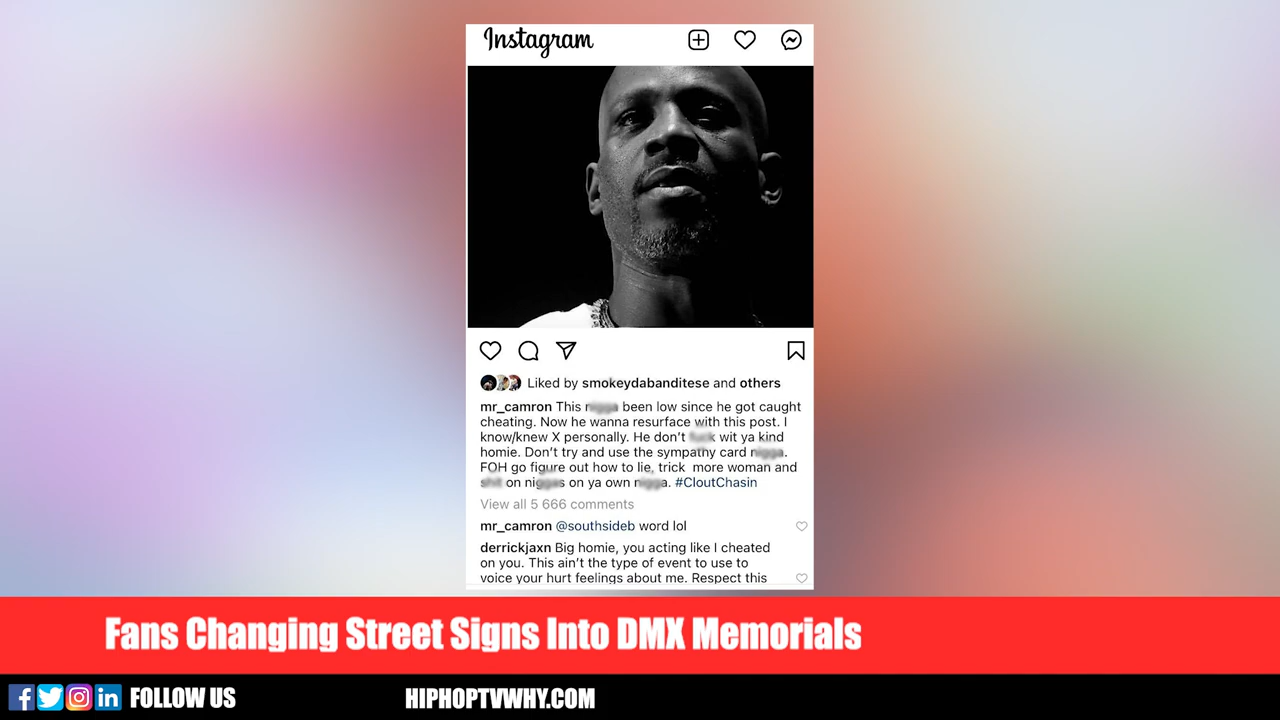 Instagram
Liked by smokeydabanditese and others
mr_camron This been low since he got caught
cheating. Now he wanna resurface with this post. I
know/knew X personally. He don't wit ya kind
homie. Don't try and use the sympathy card
FOH go figure out how to lie, trick more woman and
on on ya own #CloutChasin
View all 5 666 comments
mr_camron @southsideb word lol
derrickjaxn Big homie, you acting like I cheated
on you. This ain't the type of event to use to
voice your hurt feelings about me. Respect this
Fans Changing Street Signs Into DMX Memorials
FOLLOW US
HIPHOPTVWHY.COM